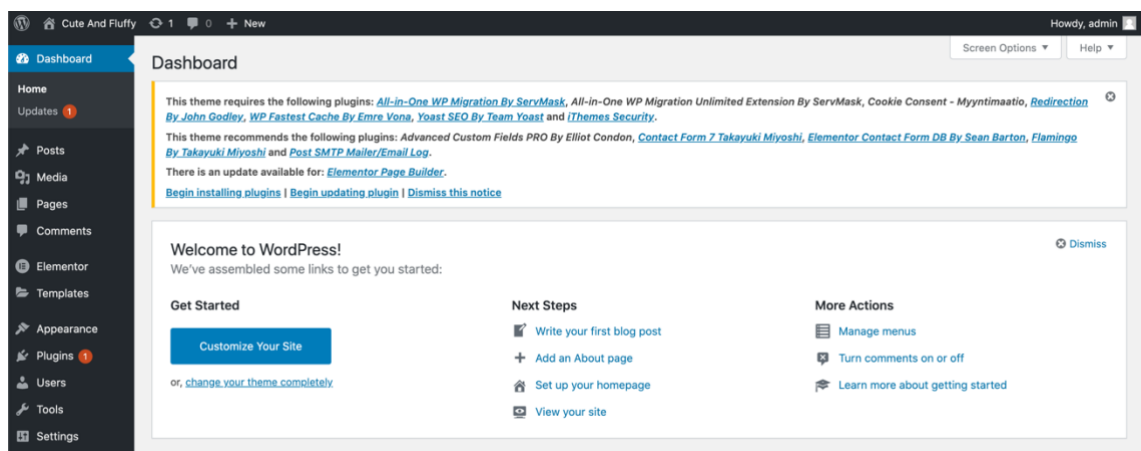 Cute And Fluffy 1 0 + New Howdy, admin
Dashboard
Home
Updates 1
Posts
Media
Pages
Comments
Elementor
Templates
Appearance
Plugins 1
Users
Tools
Settings
Screen Options ▼ Help ▼
Dashboard
This theme requires the following plugins: All-in-One WP Migration By ServMask, All-in-One WP Migration Unlimited Extension By ServMask, Cookie Consent - Myyntimaatio, Redirection
By John Godley, WP Fastest Cache By Emre Vona, Yoast SEO By Team Yoast and iThemes Security.
This theme recommends the following plugins: Advanced Custom Fields PRO By Elliot Condon, Contact Form 7 Takayuki Miyoshi, Elementor Contact Form DB By Sean Barton, Flamingo
By Takayuki Miyoshi and Post SMTP Mailer/Email Log.
There is an update available for: Elementor Page Builder.
Begin installing plugins | Begin updating plugin | Dismiss this notice
Welcome to WordPress!
Dismiss
We've assembled some links to get you started:
Get Started
Customize Your Site
or, change your theme completely
Next Steps
Write your first blog post
Add an About page
Set up your homepage
View your site
More Actions
Manage menus
Turn comments on or off
Learn more about getting started